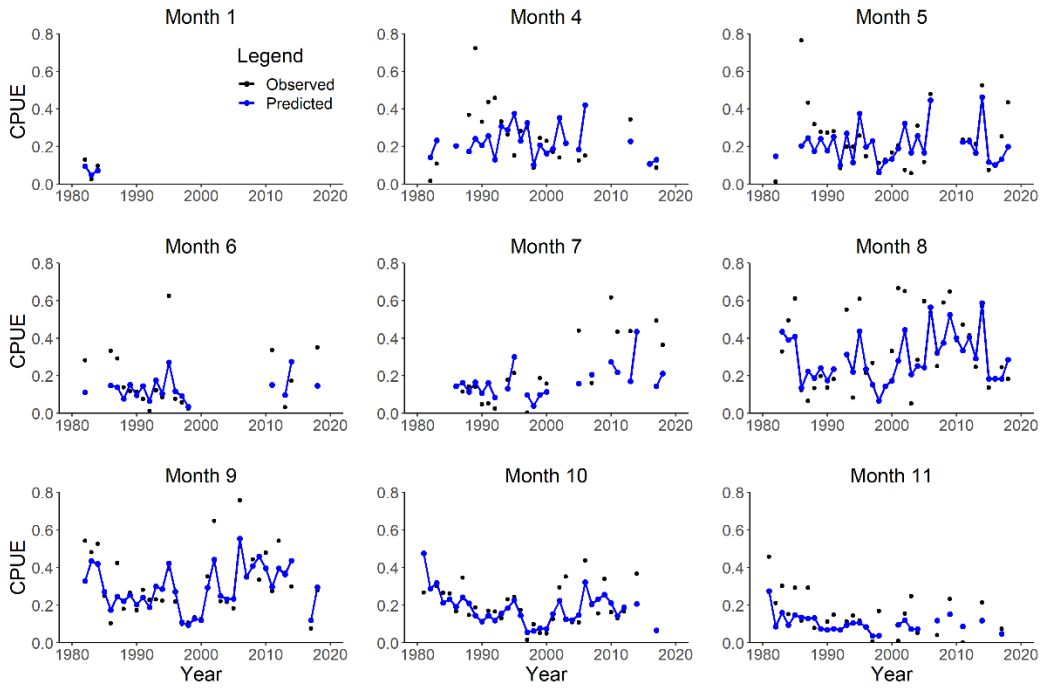 Month 1 Month 4 Month 5
CPUE
0.8 0.6 0.4 0.2 0.0
1980 1990 2000 2010 2020
Legend
Observed
Predicted
0.8 0.6 0.4 0.2 0.0
1980 1990 2000 2010 2020
0.8 0.6 0.4 0.2 0.0
1980 1990 2000 2010 2020
Month 6 Month 7 Month 8
CPUE
0.8 0.6 0.4 0.2 0.0
1980 1990 2000 2010 2020
0.8 0.6 0.4 0.2 0.0
1980 1990 2000 2010 2020
0.8 0.6 0.4 0.2 0.0
1980 1990 2000 2010 2020
Month 9 Month 10 Month 11
CPUE
0.8 0.6 0.4 0.2 0.0
1980 1990 2000 2010 2020
Year
0.8 0.6 0.4 0.2 0.0
1980 1990 2000 2010 2020
Year
0.8 0.6 0.4 0.2 0.0
1980 1990 2000 2010 2020
Year